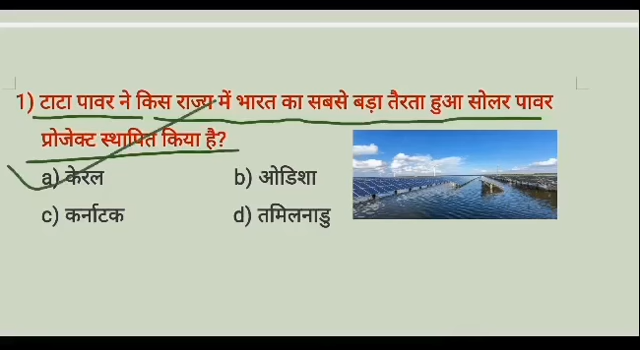 1) टाटा पावर ने किस राज्य में भारत का सबसे बड़ा तैरता हुआ सोलर पावर
प्रोजेक्ट स्थापित किया है?
a) केरल b) ओडिशा
c) कर्नाटक d) तमिलनाडु